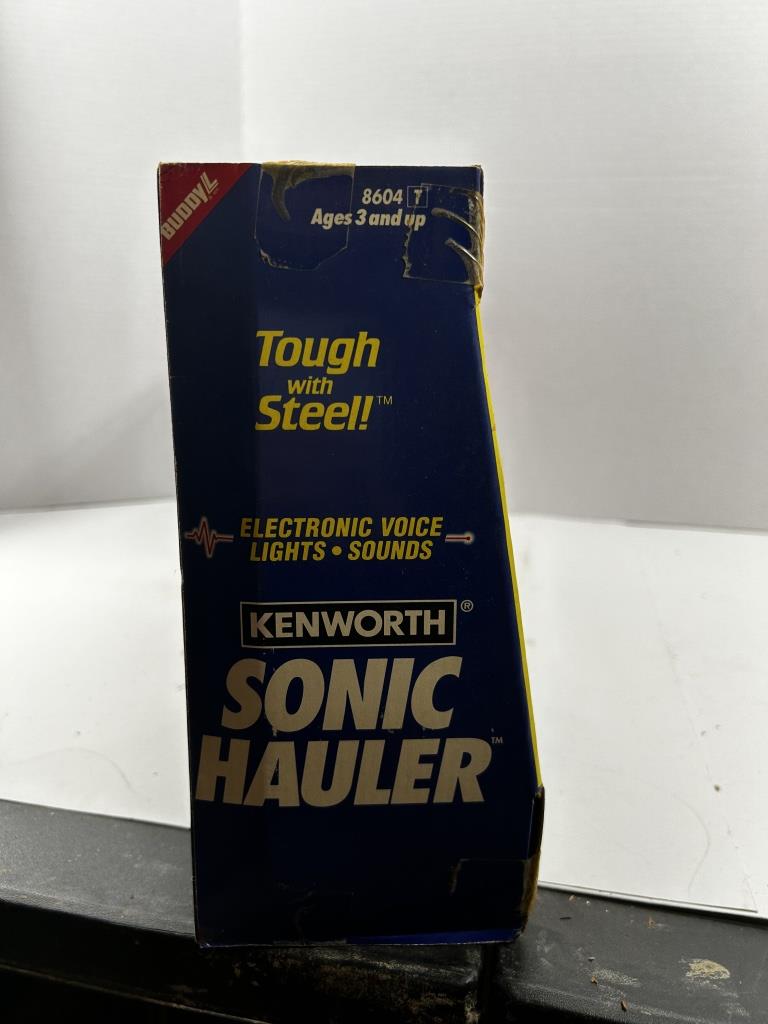 BUDDY L
8604 T
Ages 3 and up
Tough
with
Steel!™
ELECTRONIC VOICE
LIGHTS • SOUNDS
KENWORTH®
SONIC
HAULER™